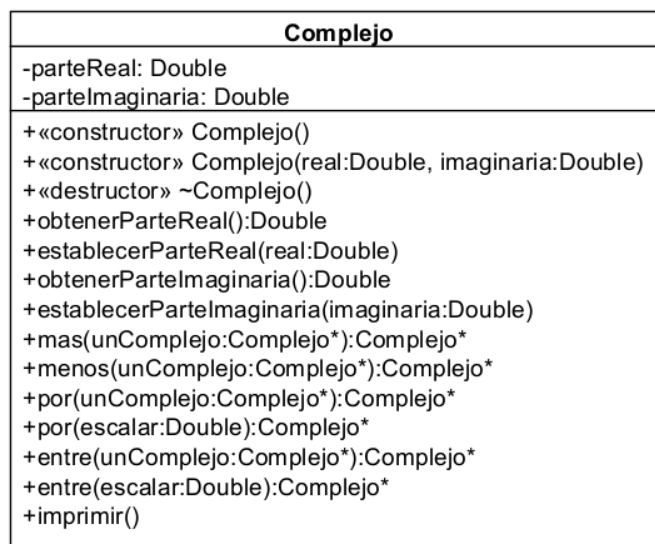 Complejo
-parteReal: Double
-parteImaginaria: Double
+«constructor» Complejo()
+«constructor» Complejo(real:Double, imaginaria:Double)
+«destructor» ~Complejo()
+obtenerParteReal():Double
+establecerParteReal(real:Double)
+obtenerParteImaginaria():Double
+establecerParteImaginaria(imaginaria:Double)
+mas(unComplejo:Complejo*):Complejo*
+menos(unComplejo:Complejo*):Complejo*
+por(unComplejo:Complejo*):Complejo*
+por(escalar:Double):Complejo*
+entre(unComplejo:Complejo*):Complejo*
+entre(escalar:Double):Complejo*
+imprimir()